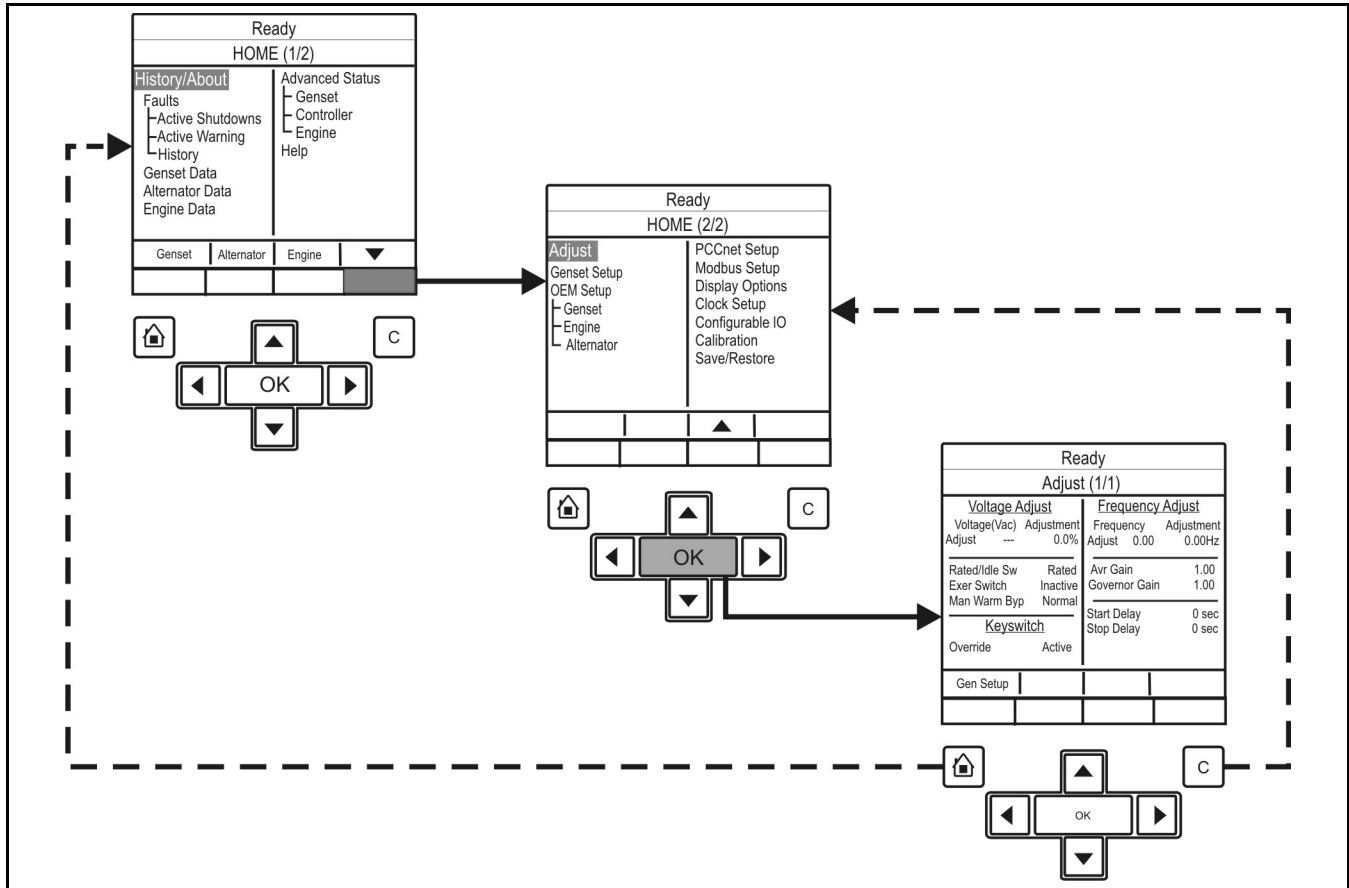 Ready
HOME (1/2)
History/About
Faults
Active Shutdowns
Active Warning
History
Genset Data
Alternator Data
Engine Data
Advanced Status
Genset
Controller
Engine
Help
Genset Alternator Engine
C
OK
Ready
HOME (2/2)
Adjust
Genset Setup
OEM Setup
Genset
Engine
Alternator
PCCnet Setup
Modbus Setup
Display Options
Clock Setup
Configurable IO
Calibration
Save/Restore
C
OK
Ready
Adjust (1/1)
Voltage Adjust
Voltage(Vac) Adjustment
Adjust --- 0.0%
Rated/Idle Sw Rated
Exer Switch Inactive
Man Warm Byp Normal
Keyswitch
Override Active
Frequency Adjust
Frequency Adjustment
Adjust 0.00 0.00Hz
Avr Gain 1.00
Governor Gain 1.00
Start Delay 0 sec
Stop Delay 0 sec
Gen Setup
C
OK